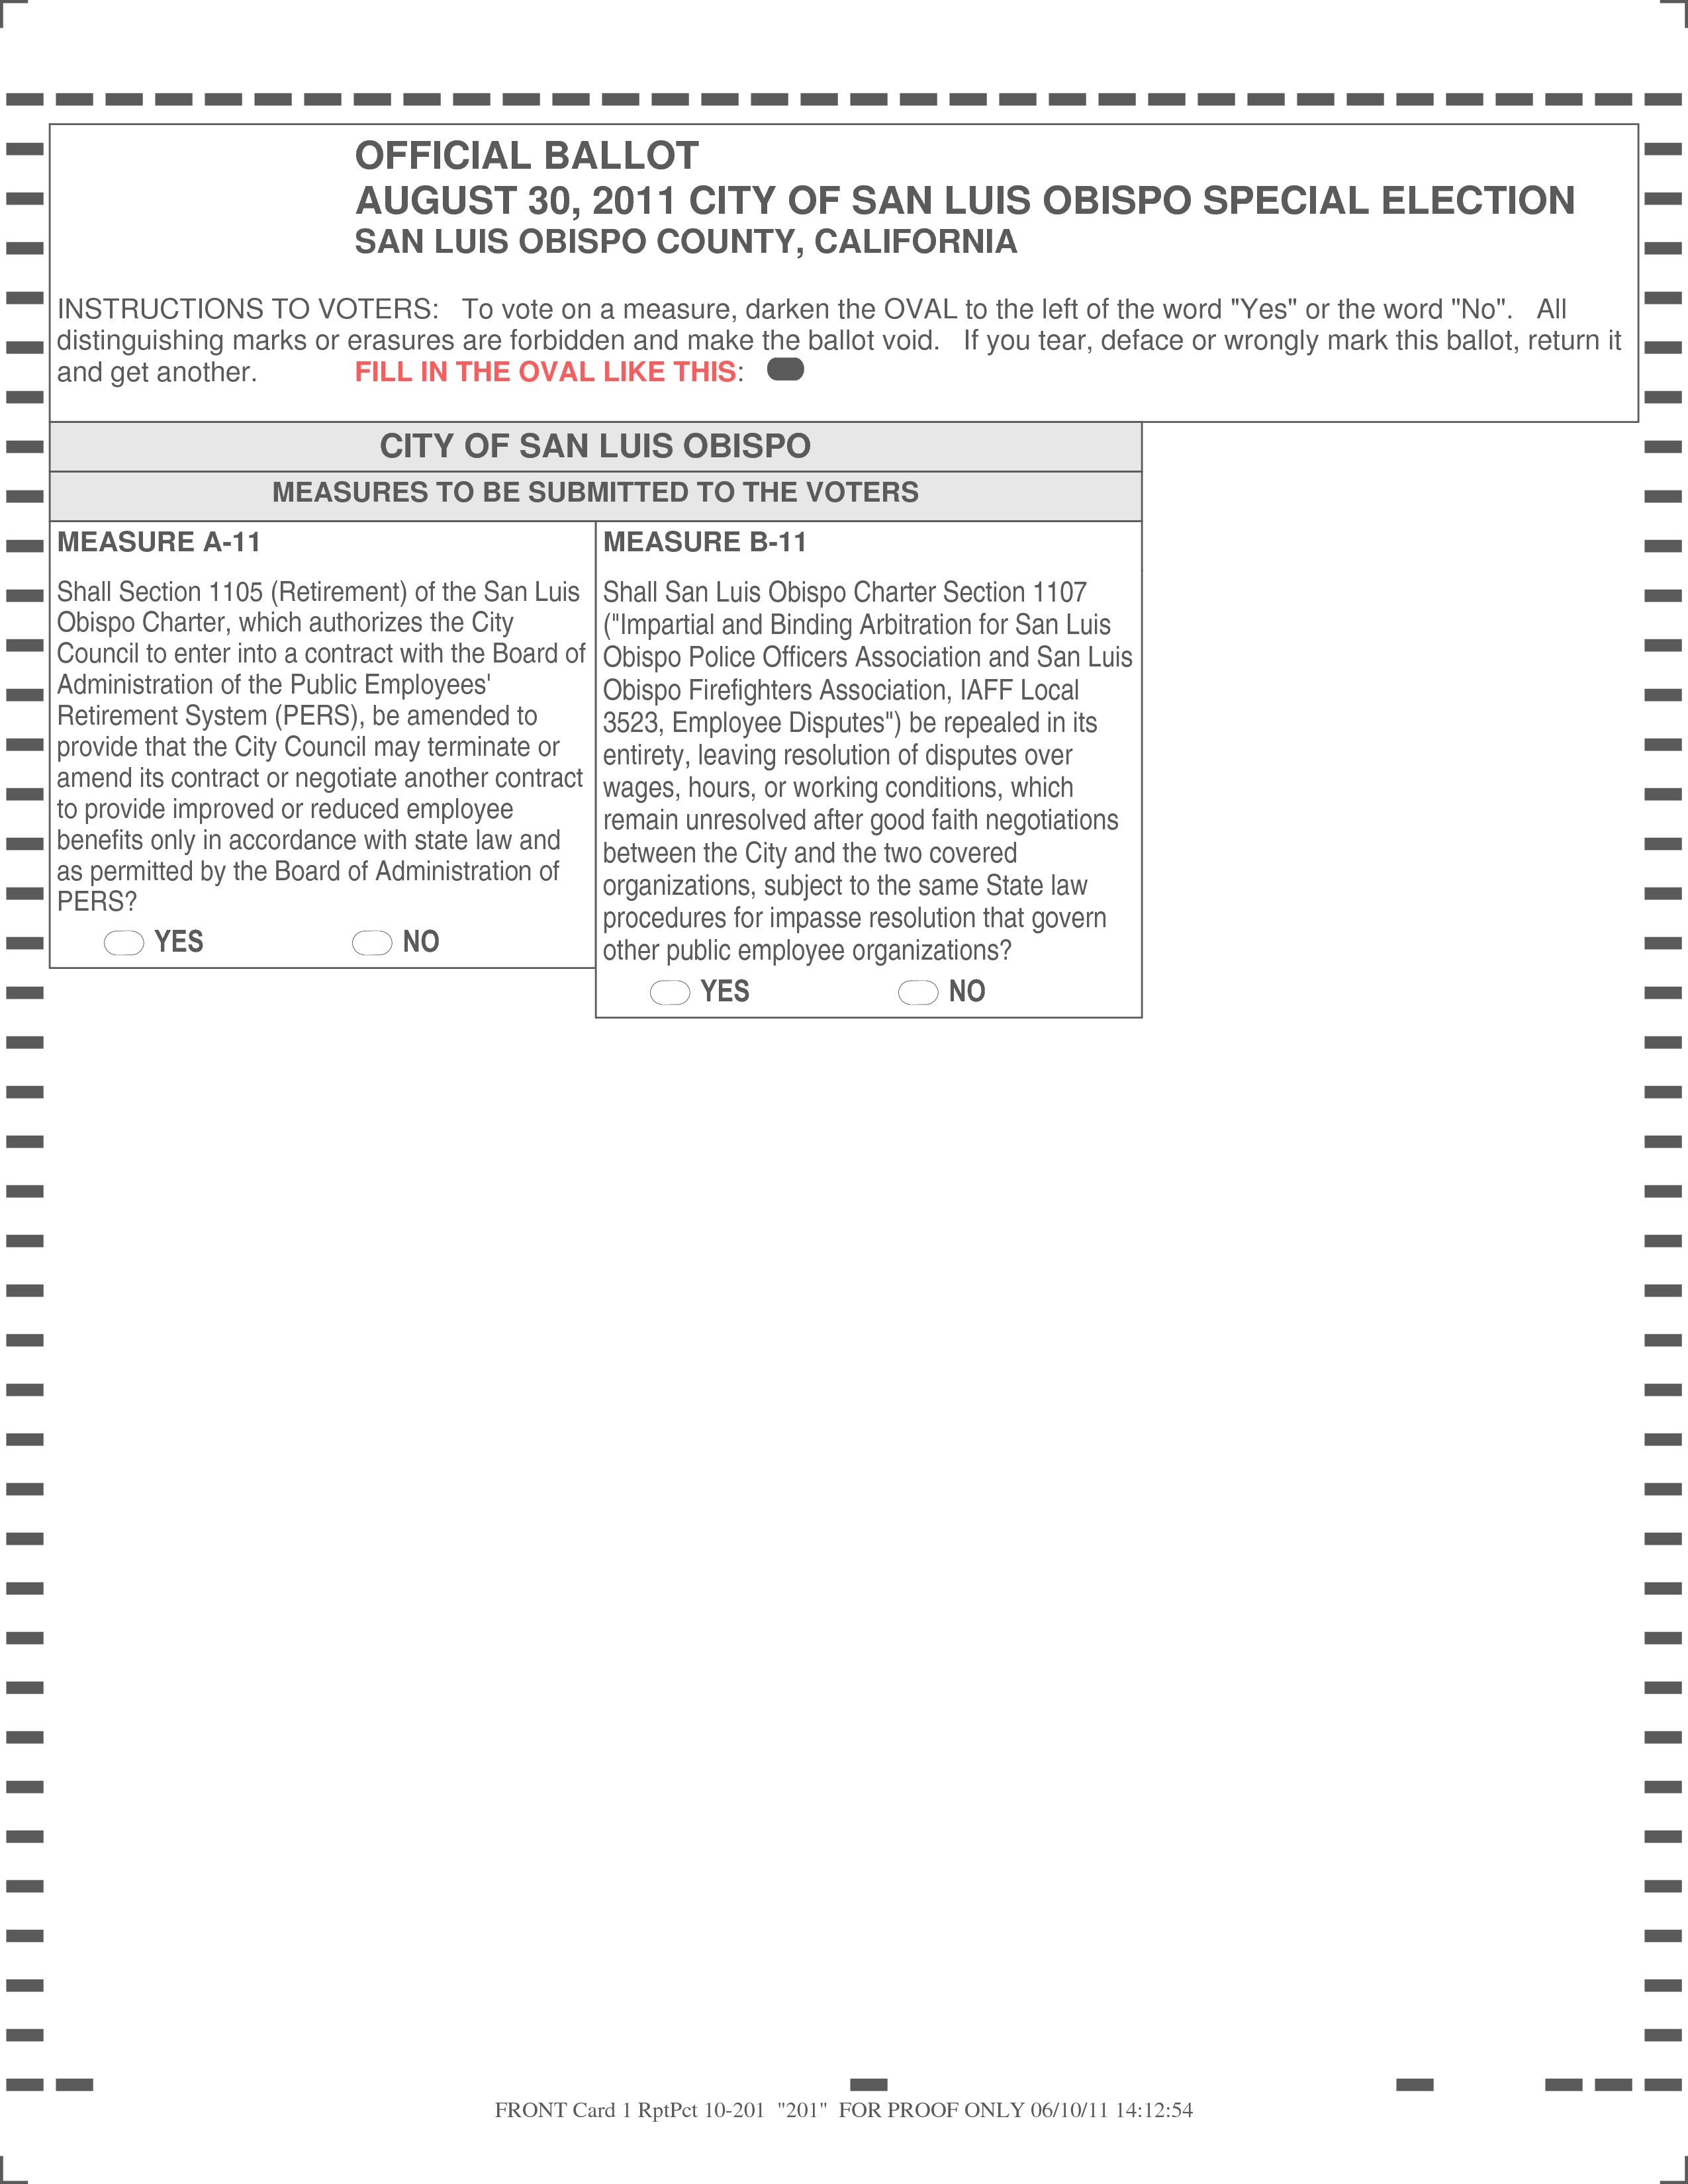 OFFICIAL BALLOT
AUGUST 30, 2011 CITY OF SAN LUIS OBISPO SPECIAL ELECTION
SAN LUIS OBISPO COUNTY, CALIFORNIA
INSTRUCTIONS TO VOTERS: To vote on a measure, darken the OVAL to the left of the word "Yes" or the word "No". All
distinguishing marks or erasures are forbidden and make the ballot void. If you tear, deface or wrongly mark this ballot, return it
and get another. FILL IN THE OVAL LIKE THIS:
CITY OF SAN LUIS OBISPO
MEASURES TO BE SUBMITTED TO THE VOTERS
MEASURE A-11
Shall Section 1105 (Retirement) of the San Luis
Obispo Charter, which authorizes the City
Council to enter into a contract with the Board of
Administration of the Public Employees'
Retirement System (PERS), be amended to
provide that the City Council may terminate or
amend its contract or negotiate another contract
to provide improved or reduced employee
benefits only in accordance with state law and
as permitted by the Board of Administration of
PERS?
YES NO
MEASURE B-11
Shall San Luis Obispo Charter Section 1107
("Impartial and Binding Arbitration for San Luis
Obispo Police Officers Association and San Luis
Obispo Firefighters Association, IAFF Local
3523, Employee Disputes") be repealed in its
entirety, leaving resolution of disputes over
wages, hours, or working conditions, which
remain unresolved after good faith negotiations
between the City and the two covered
organizations, subject to the same State law
procedures for impasse resolution that govern
other public employee organizations?
YES NO
FRONT Card 1 RptPct 10-201 "201" FOR PROOF ONLY 06/10/11 14:12:54